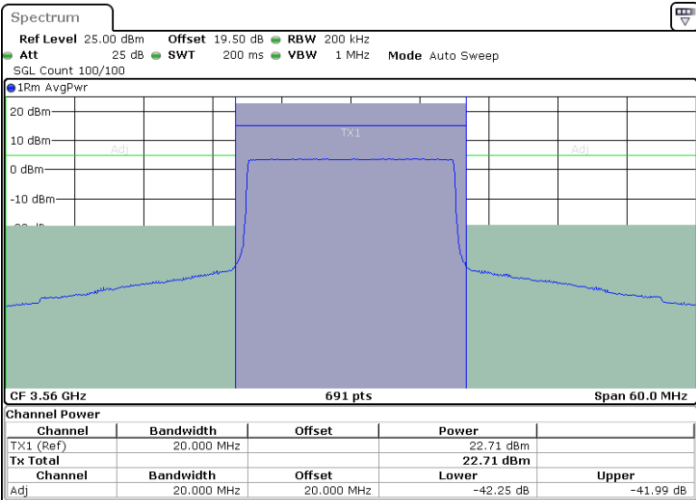 Spectrum
Ref Level 25.00 dBm Offset 19.50 dB RBW 200 kHz
Att 25 dB SWT 200 ms VBW 1 MHz Mode Auto Sweep
SGL Count 100/100
1Rm AvgPwr
20 dBm
TX1
10 dBm
Adj Adj
0 dBm
-10 dBm
CF 3.56 GHz 691 pts Span 60.0 MHz
Channel Power
Channel Bandwidth Offset Power
TX1 (Ref) 20.000 MHz 22.71 dBm
Tx Total 22.71 dBm
Channel Bandwidth Offset Lower Upper
Adj 20.000 MHz 20.000 MHz -42.25 dB -41.99 dB